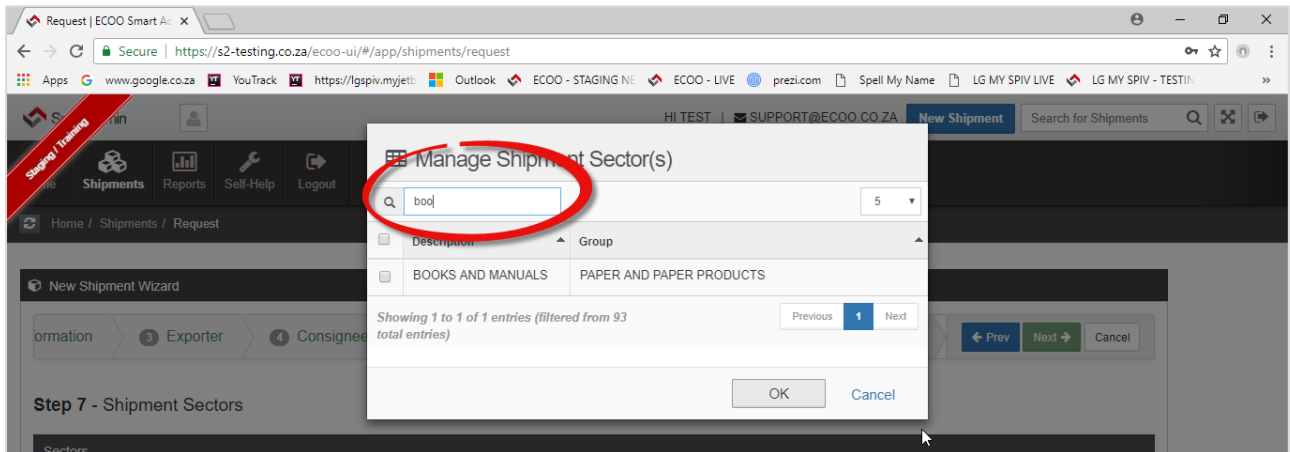 Request | ECOO Smart Ad
Secure | https://s2-testing.co.za/ecoo-ui/#/app/shipments/request
Apps www.google.co.za YouTrack https://lgspiv.myjetb Outlook ECOO - STAGING NE ECOO - LIVE prezi.com Spell My Name LG MY SPIV LIVE LG MY SPIV - TESTIN »
HI TEST | SUPPORT@ECOO.CO.ZA New Shipment Search for Shipments
Staging / Training
Shipments Reports Self-Help Logout
Home / Shipments / Request
Manage Shipment Sector(s)
boo 5
Description Group
BOOKS AND MANUALS PAPER AND PAPER PRODUCTS
Showing 1 to 1 of 1 entries (filtered from 93
total entries)
Previous 1 Next
OK Cancel
New Shipment Wizard
ormation 3 Exporter 4 Consignee Prev Next Cancel
Step 7 - Shipment Sectors
Sectors